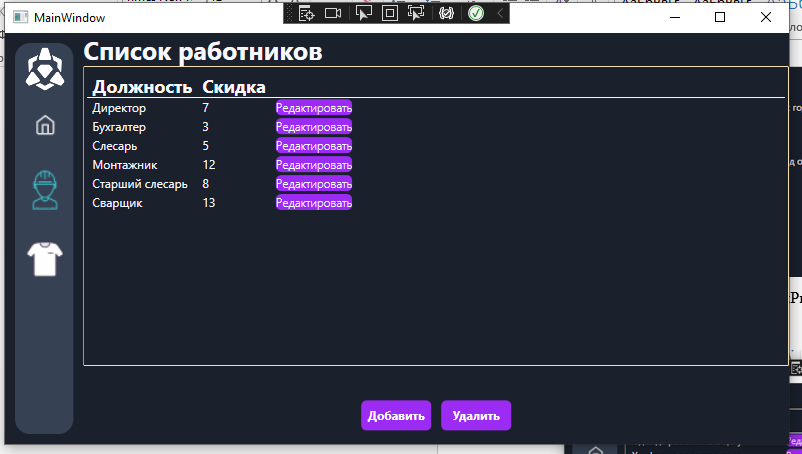 MainWindow
Список работников
Должность Скидка
Директор 7 Редактировать
Бухгалтер 3 Редактировать
Слесарь 5 Редактировать
Монтажник 12 Редактировать
Старший слесарь 8 Редактировать
Сварщик 13 Редактировать
Добавить Удалить